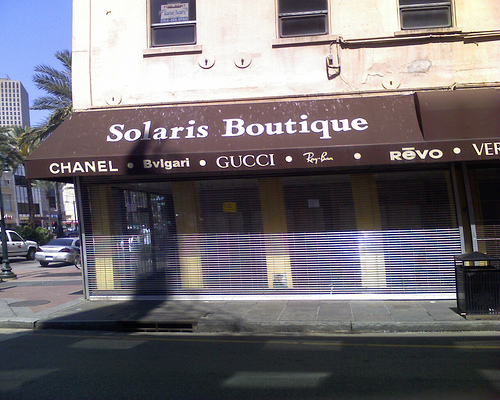 Solaris Boutique
CHANEL • Bvlgari • GUCCI • Ray-Ban • REVO • VER